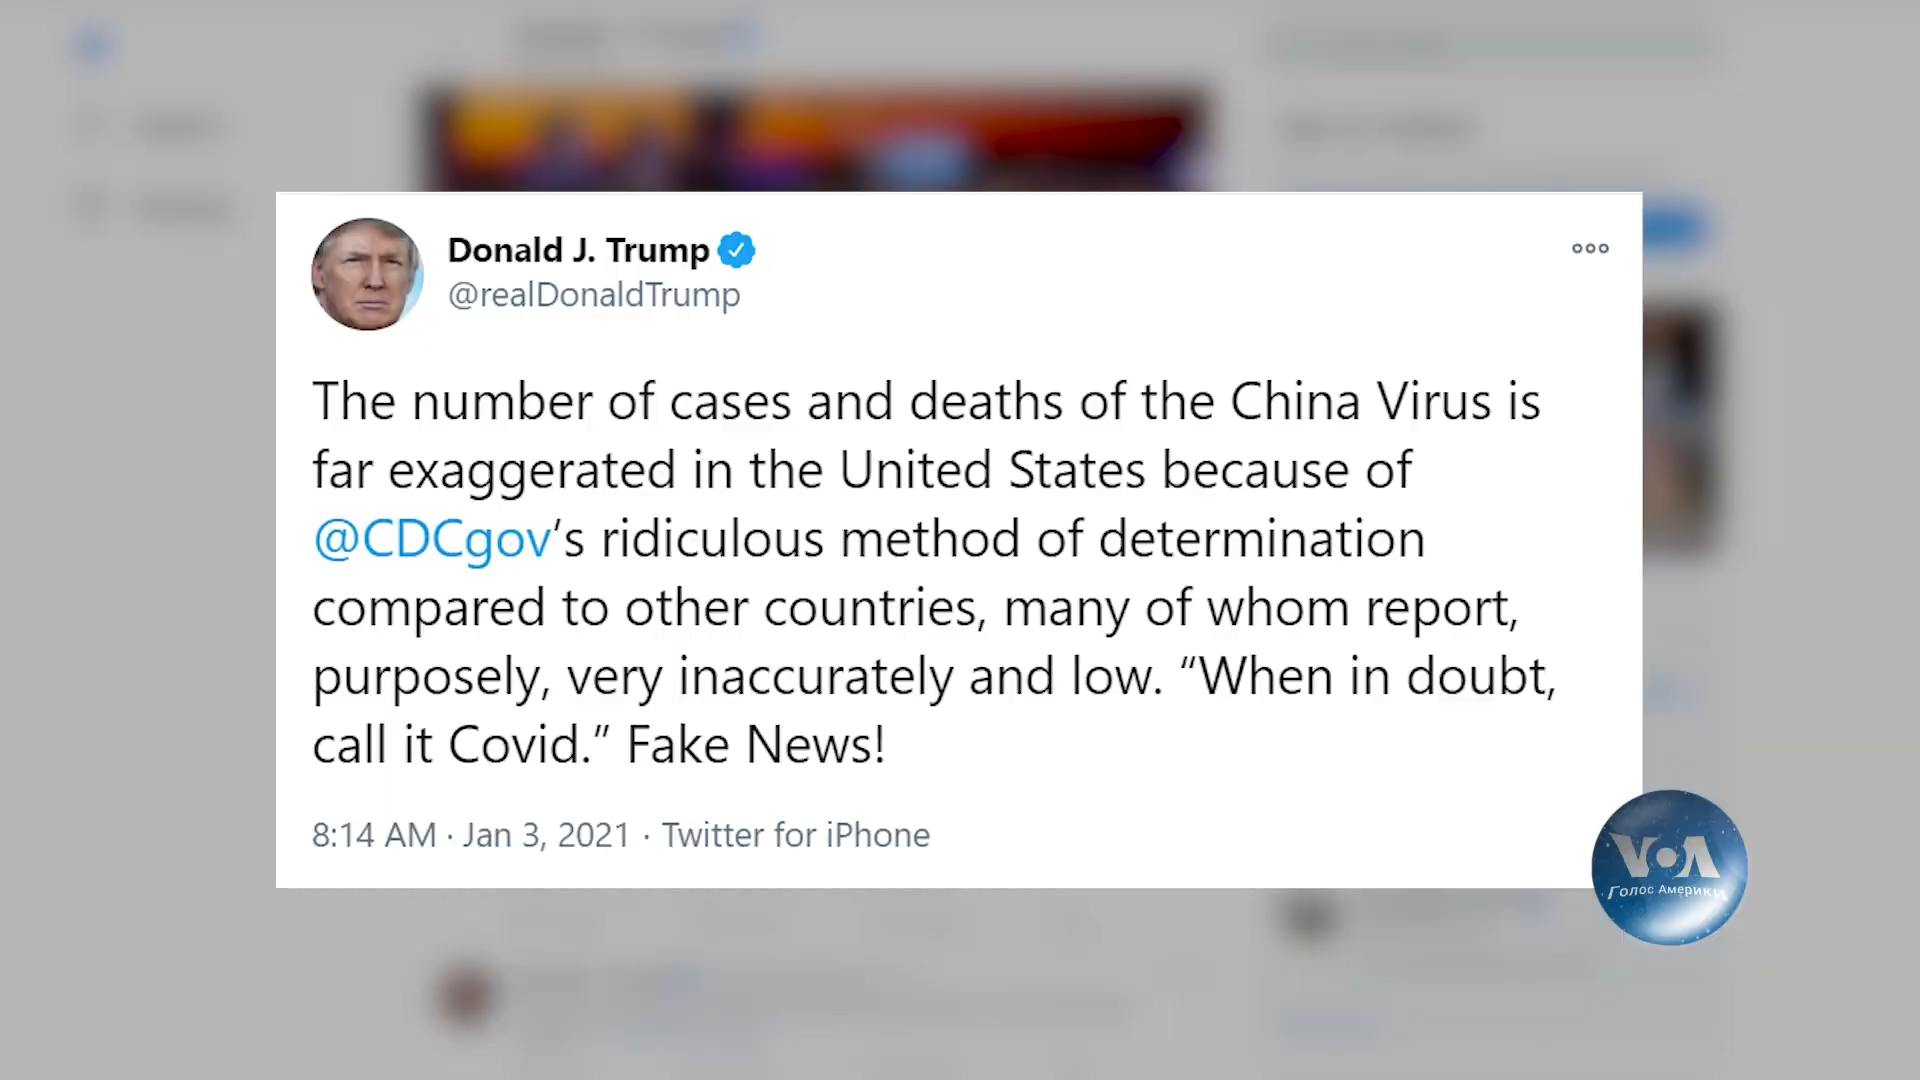 Donald J. Trump
@realDonaldTrump
The number of cases and deaths of the China Virus is
far exaggerated in the United States because of
@CDCgov’s ridiculous method of determination
compared to other countries, many of whom report,
purposely, very inaccurately and low. “When in doubt,
call it Covid.” Fake News!
8:14 AM · Jan 3, 2021 · Twitter for iPhone
VOA
Голос Америки